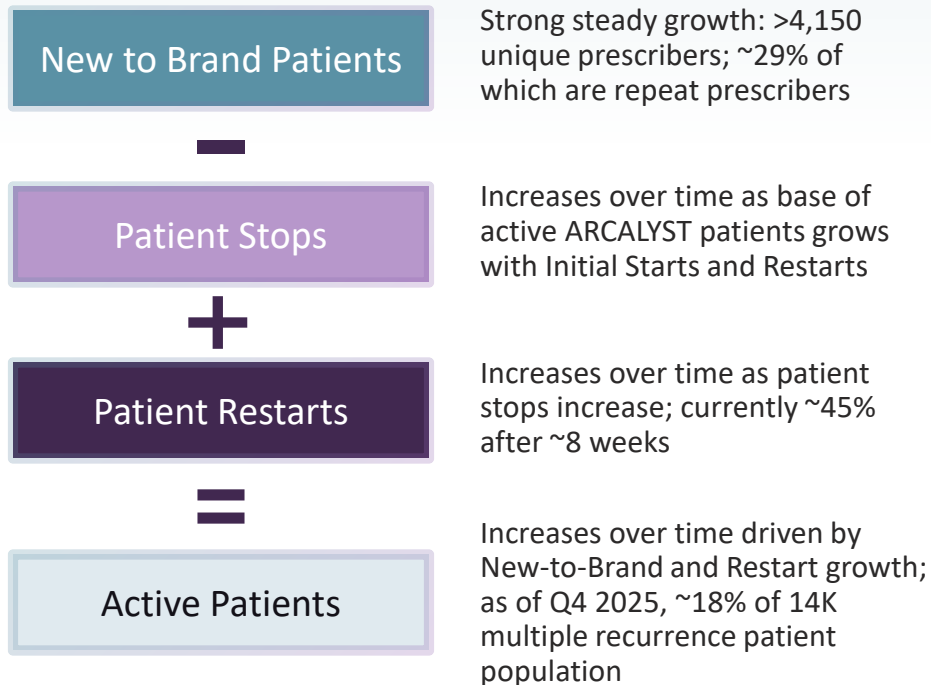 New to Brand Patients
Strong steady growth: >4,150
unique prescribers; ~29% of
which are repeat prescribers
-
Patient Stops
Increases over time as base of
active ARCALYST patients grows
with Initial Starts and Restarts
+
Patient Restarts
Increases over time as patient
stops increase; currently ~45%
after ~8 weeks
=
Active Patients
Increases over time driven by
New-to-Brand and Restart growth;
as of Q4 2025, ~18% of 14K
multiple recurrence patient
population